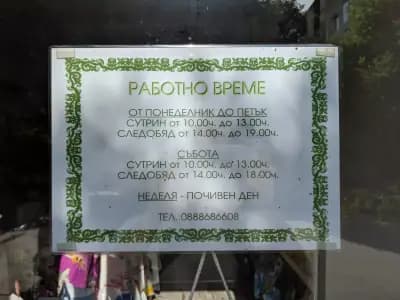 РАБОТНО ВРЕМЕ
ОТ ПОНЕДЕЛНИК ДО ПЕТЪК
СУТРИН от 10.00ч. до 13.00ч.
СЛЕДОБЯД от 14.00ч. до 19.00ч.
СЪБОТА
СУТРИН от 10.00ч. до 13.00ч.
СЛЕДОБЯД от 14.00ч. до 18.00ч.
НЕДЕЛЯ - ПОЧИВЕН ДЕН
ТЕЛ.:0888686608